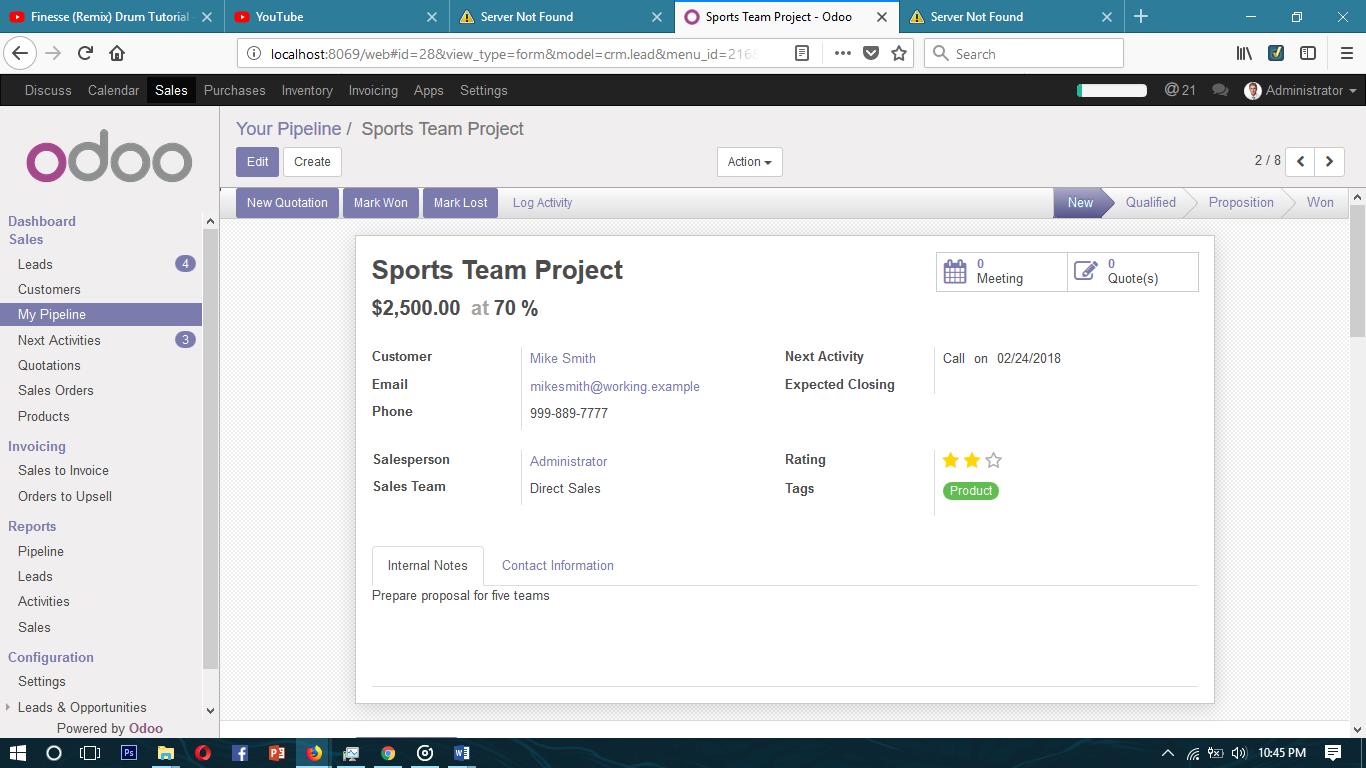 Finesse (Remix) Drum Tutorial
YouTube
Server Not Found
Sports Team Project - Odoo
Server Not Found
localhost:8069/web#id=28&view_type=form&model=crm.lead&menu_id=216
Search
Discuss Calendar Sales Purchases Inventory Invoicing Apps Settings
@ 21 Administrator
odoo
Your Pipeline / Sports Team Project
Edit Create
Action
2 / 8
New Quotation Mark Won Mark Lost Log Activity
New Qualified Proposition Won
Dashboard
Sales
Leads 4
Customers
My Pipeline
Next Activities 3
Quotations
Sales Orders
Products
Invoicing
Sales to Invoice
Orders to Upsell
Reports
Pipeline
Leads
Activities
Sales
Configuration
Settings
Leads & Opportunities
Powered by Odoo
Sports Team Project
0
Meeting
0
Quote(s)
$2,500.00 at 70 %
Customer Mike Smith
Email mikesmith@working.example
Phone 999-889-7777
Next Activity Call on 02/24/2018
Expected Closing
Salesperson Administrator
Sales Team Direct Sales
Rating
Tags Product
Internal Notes Contact Information
Prepare proposal for five teams
10:45 PM